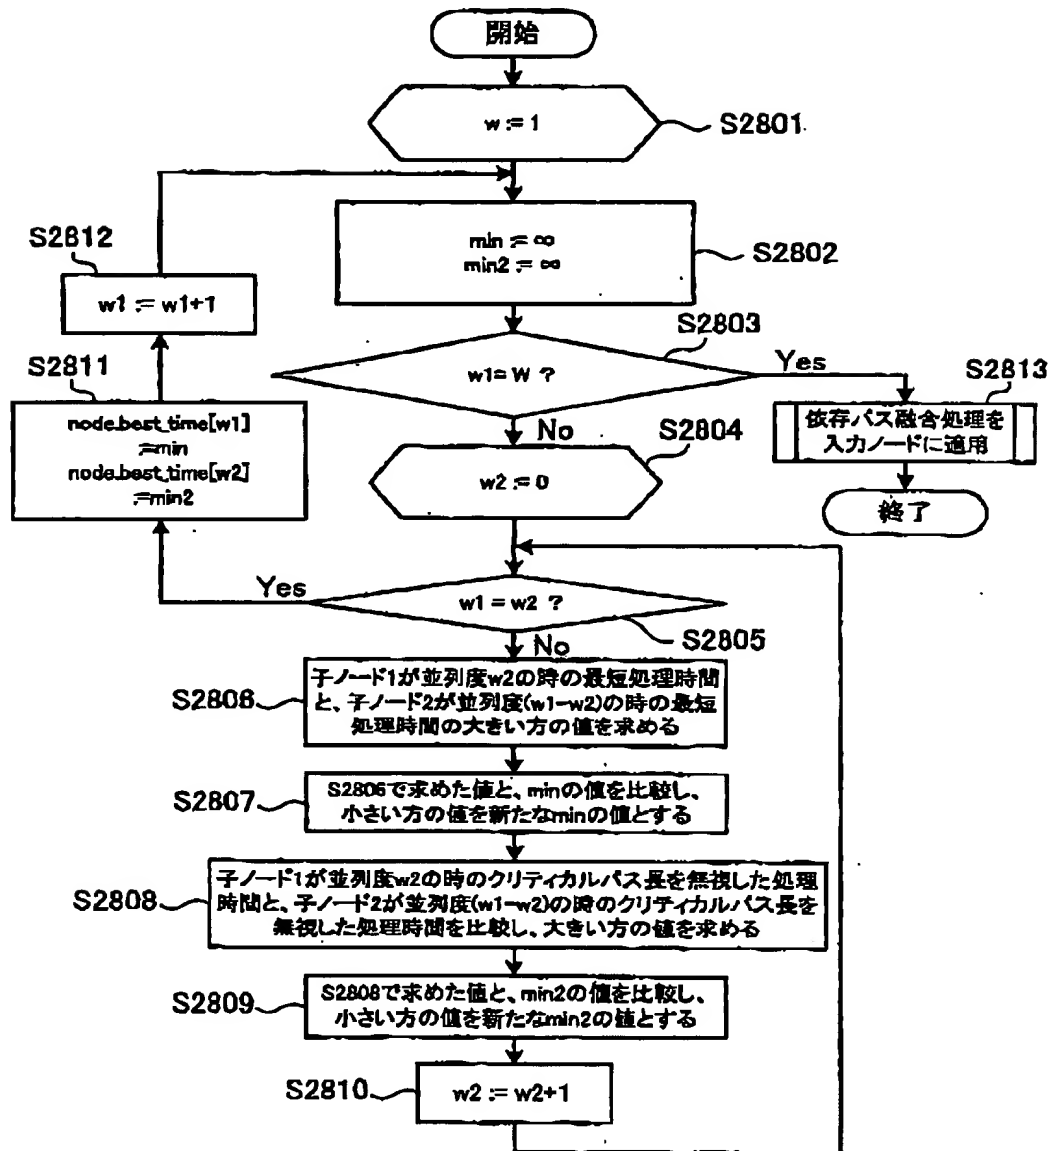 開始
w := 1
S2801
S2812
w1 := w1+1
min := ∞
min2 := ∞
S2802
S2803
w1=W ?
Yes
S2813
依存パス融合処理を
入力ノードに適用
終了
S2811
node.best_time[w1]
:=min
node.best_time[w2]
:=min2
No
S2804
w2 := 0
Yes
w1 = w2 ?
S2805
No
S2806
子ノード1が並列度w2の時の最短処理時間
と、子ノード2が並列度(w1-w2)の時の最短
処理時間の大きい方の値を求める
S2807
S2806で求めた値と、minの値を比較し、
小さい方の値を新たなminの値とする
S2808
子ノード1が並列度w2の時のクリティカルパス長を無視した処理
時間と、子ノード2が並列度(w1-w2)の時のクリティカルパス長を
無視した処理時間を比較し、大きい方の値を求める
S2809
S2808で求めた値と、min2の値を比較し、
小さい方の値を新たなmin2の値とする
S2810
w2 := w2+1